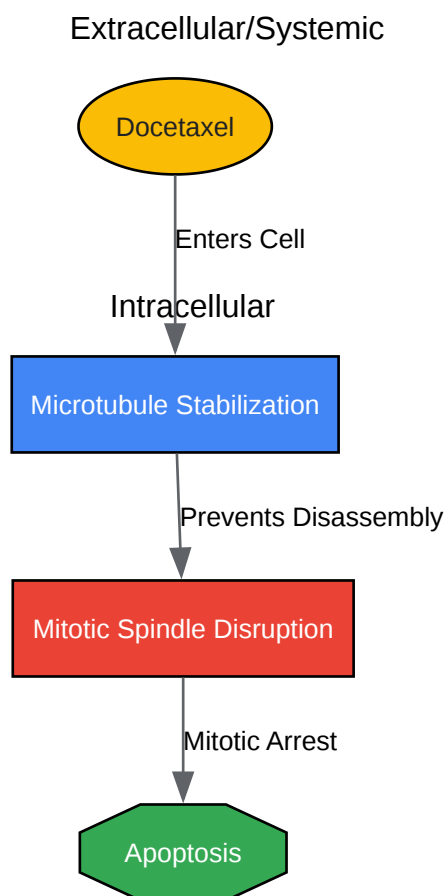 Extracellular/Systemic
Docetaxel
Enters Cell
Intracellular
Microtubule Stabilization
Prevents Disassembly
Mitotic Spindle Disruption
Mitotic Arrest
Apoptosis